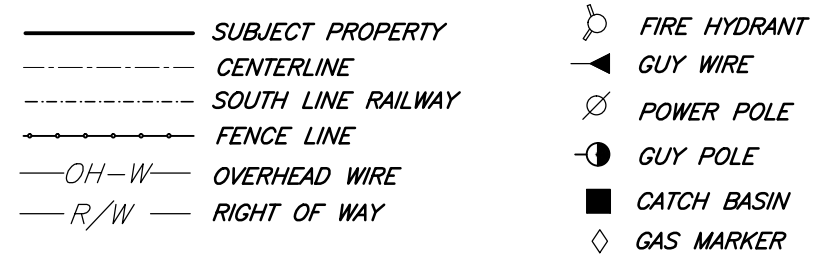 SUBJECT PROPERTY
CENTERLINE
SOUTH LINE RAILWAY
FENCE LINE
OH-W OVERHEAD WIRE
R/W RIGHT OF WAY
FIRE HYDRANT
GUY WIRE
POWER POLE
GUY POLE
CATCH BASIN
GAS MARKER